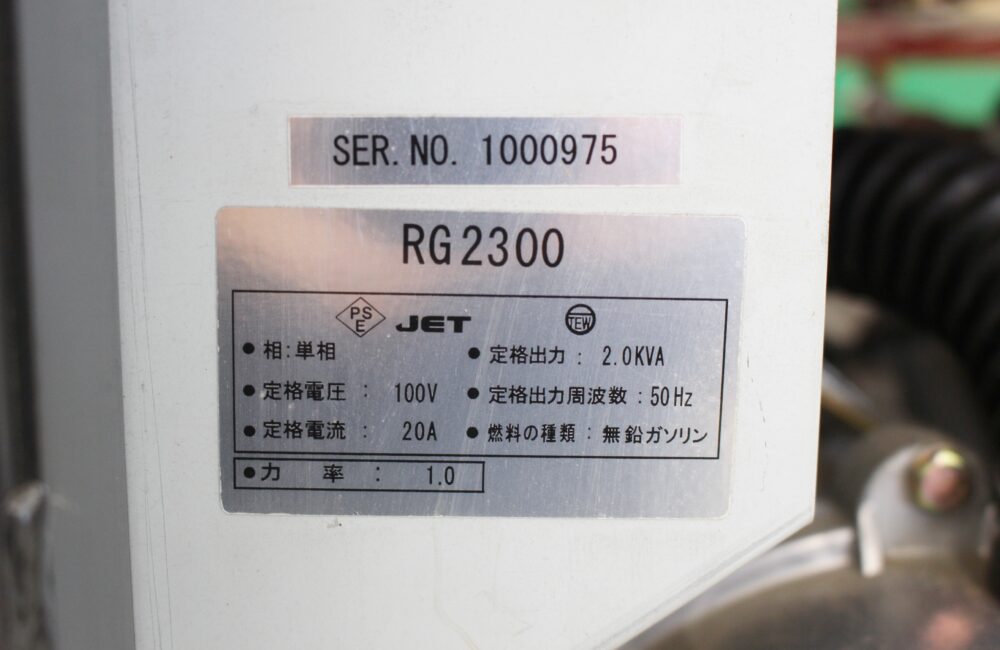 SER. NO. 1000975
RG2300
PS E JET TEW
● 相:単相 ● 定格出力 : 2.0KVA
● 定格電圧 : 100V ● 定格出力周波数 : 50Hz
● 定格電流 : 20A ● 燃料の種類 : 無鉛ガソリン
● 力 率 : 1.0